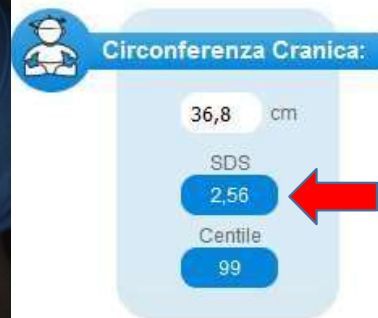 Circonferenza Cranica:
36,8 cm
SDS
2,56
Centile
99